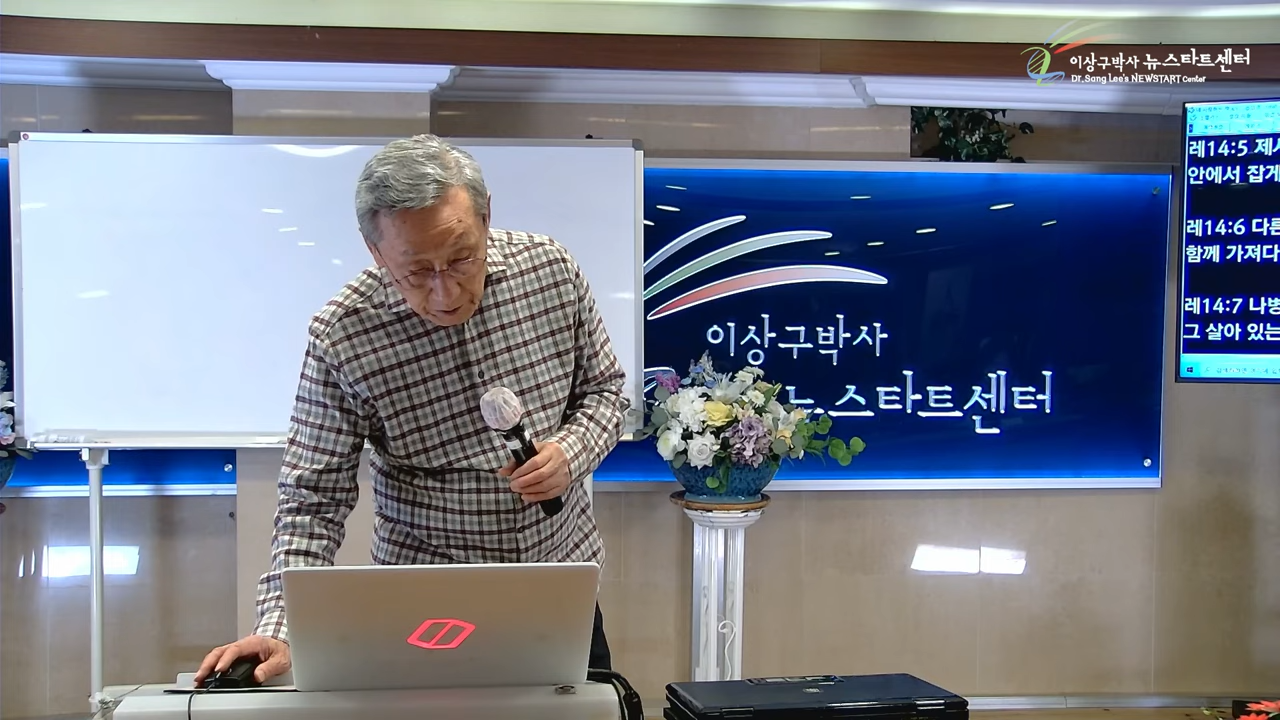 이상구박사 뉴스타트센터
Dr. Sang Lee's NEWSTART Center
레14:5 제사
안에서 잡게
레14:6 다른
함께 가져다
레14:7 나병
그 살아 있는
이상구박사
뉴스타트센터